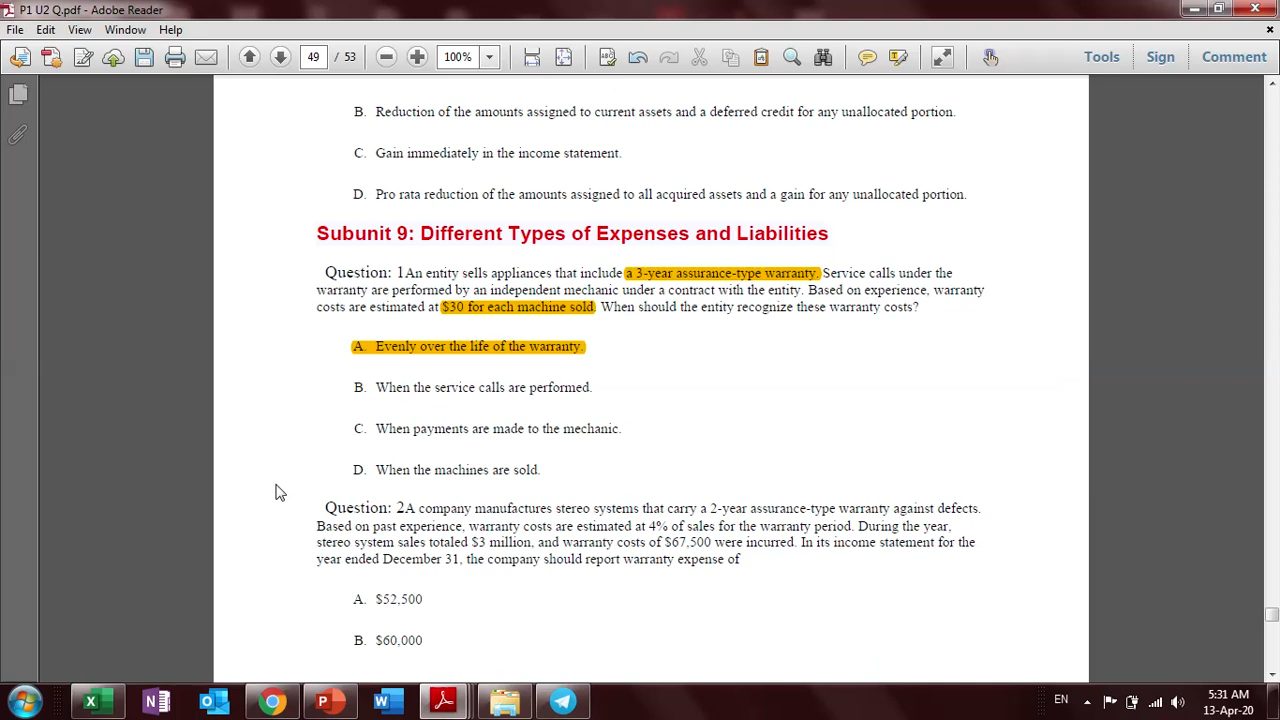 P1 U2 Q.pdf - Adobe Reader
File Edit View Window Help
49 / 53 100% Tools Sign Comment
B. Reduction of the amounts assigned to current assets and a deferred credit for any unallocated portion.
C. Gain immediately in the income statement.
D. Pro rata reduction of the amounts assigned to all acquired assets and a gain for any unallocated portion.
Subunit 9: Different Types of Expenses and Liabilities
Question: 1An entity sells appliances that include a 3-year assurance-type warranty. Service calls under the
warranty are performed by an independent mechanic under a contract with the entity. Based on experience, warranty
costs are estimated at $30 for each machine sold. When should the entity recognize these warranty costs?
A. Evenly over the life of the warranty.
B. When the service calls are performed.
C. When payments are made to the mechanic.
D. When the machines are sold.
Question: 2A company manufactures stereo systems that carry a 2-year assurance-type warranty against defects.
Based on past experience, warranty costs are estimated at 4% of sales for the warranty period. During the year,
stereo system sales totaled $3 million, and warranty costs of $67,500 were incurred. In its income statement for the
year ended December 31, the company should report warranty expense of
A. $52,500
B. $60,000
EN
5:31 AM
13-Apr-20